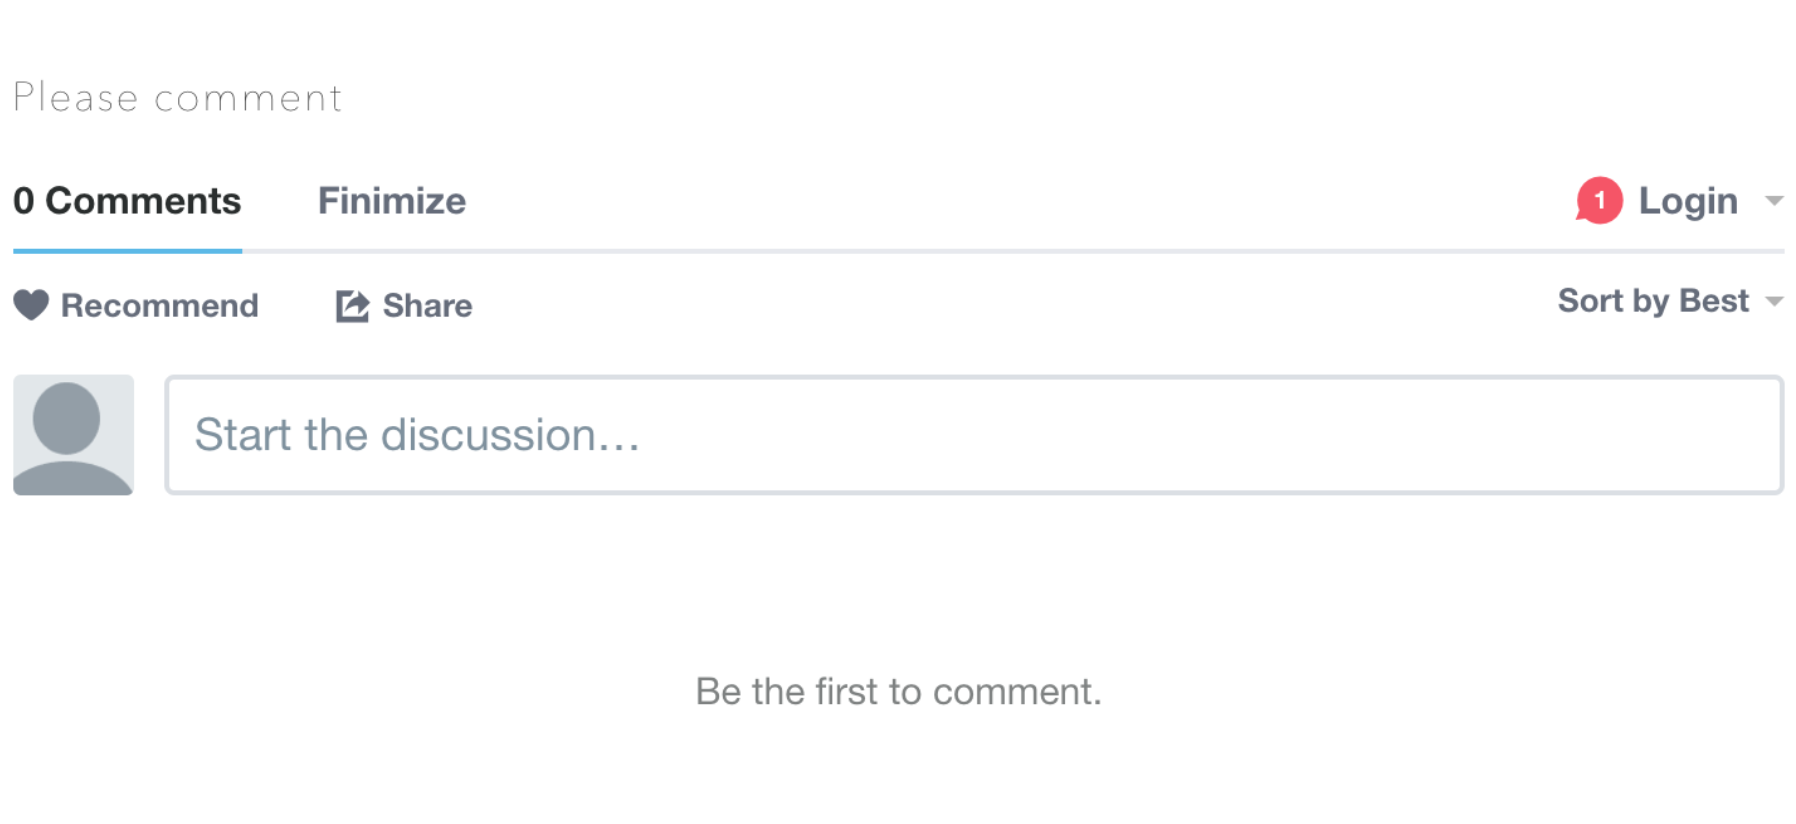 Please comment
0 Comments Finimize 1 Login
Recommend Share Sort by Best
Start the discussion...
Be the first to comment.